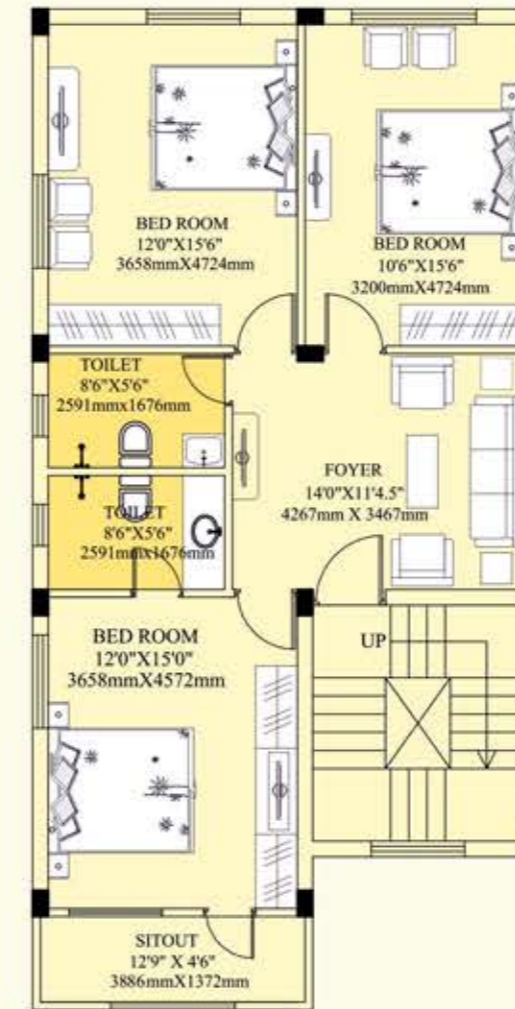 BED ROOM
12'0"X15'6"
3658mmX4724mm
BED ROOM
10'6"X15'6"
3200mmX4724mm
TOILET
8'6"X5'6"
2591mmx1676mm
FOYER
14'0"X11'4.5"
4267mm X 3467mm
TOILET
8'6"X5'6"
2591mmx1676mm
BED ROOM
12'0"X15'0"
3658mmX4572mm
UP
SITOUT
12'9" X 4'6"
3886mmX1372mm